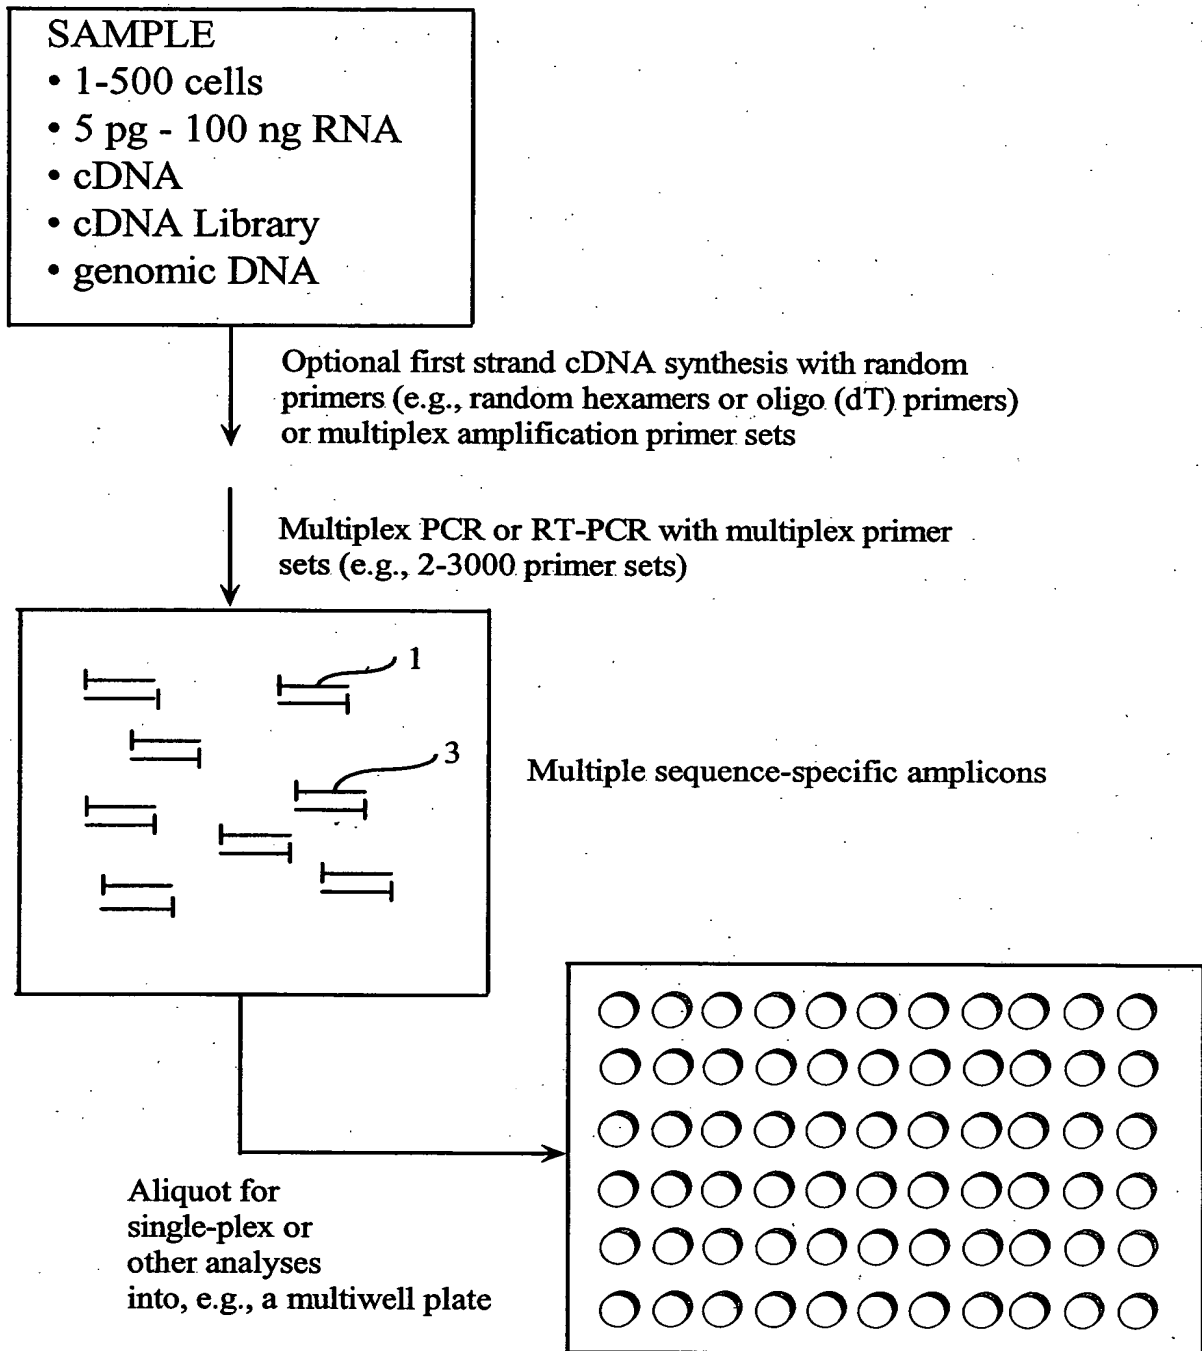 SAMPLE
• 1-500 cells
• 5 pg - 100 ng RNA
• cDNA
• cDNA Library
• genomic DNA
Optional first strand cDNA synthesis with random
primers (e.g., random hexamers or oligo (dT) primers)
or multiplex amplification primer sets
Multiplex PCR or RT-PCR with multiplex primer
sets (e.g., 2-3000 primer sets)
1
3
Multiple sequence-specific amplicons
Aliquot for
single-plex or
other analyses
into, e.g., a multiwell plate